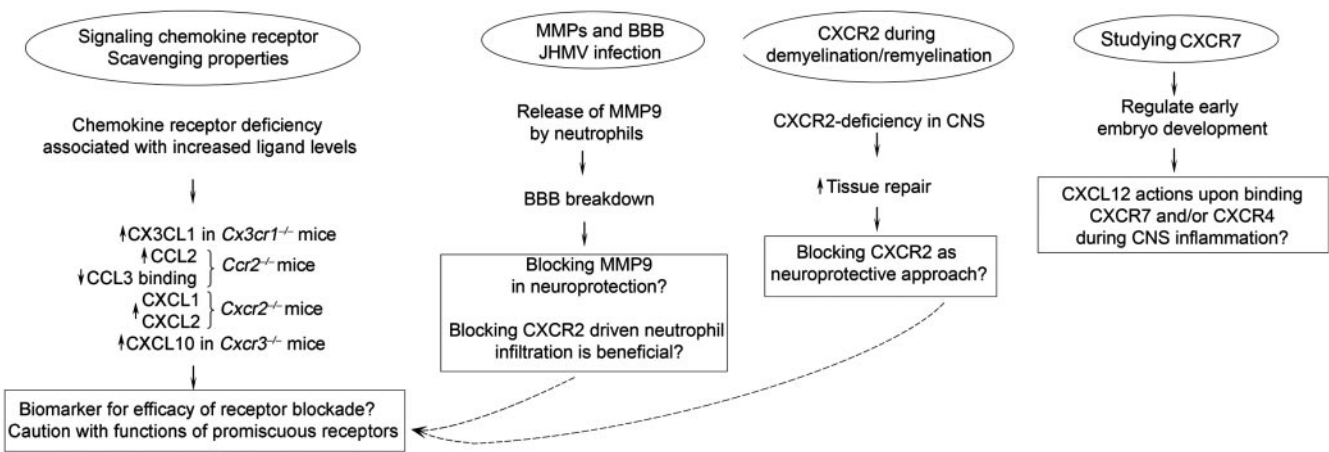 Signaling chemokine receptor
Scavenging properties
Chemokine receptor deficiency
associated with increased ligand levels
↑CX3CL1 in Cx3cr1⁻/⁻ mice
↑CCL2
↓CCL3 binding
Ccr2⁻/⁻ mice
↑CXCL1
CXCL2
Cxcr2⁻/⁻ mice
↑CXCL10 in Cxcr3⁻/⁻ mice
Biomarker for efficacy of receptor blockade?
Caution with functions of promiscuous receptors
MMPs and BBB
JHMV infection
Release of MMP9
by neutrophils
BBB breakdown
Blocking MMP9
in neuroprotection?
Blocking CXCR2 driven neutrophil
infiltration is beneficial?
CXCR2 during
demyelination/remyelination
CXCR2-deficiency in CNS
↑Tissue repair
Blocking CXCR2 as
neuroprotective approach?
Studying CXCR7
Regulate early
embryo development
CXCL12 actions upon binding
CXCR7 and/or CXCR4
during CNS inflammation?